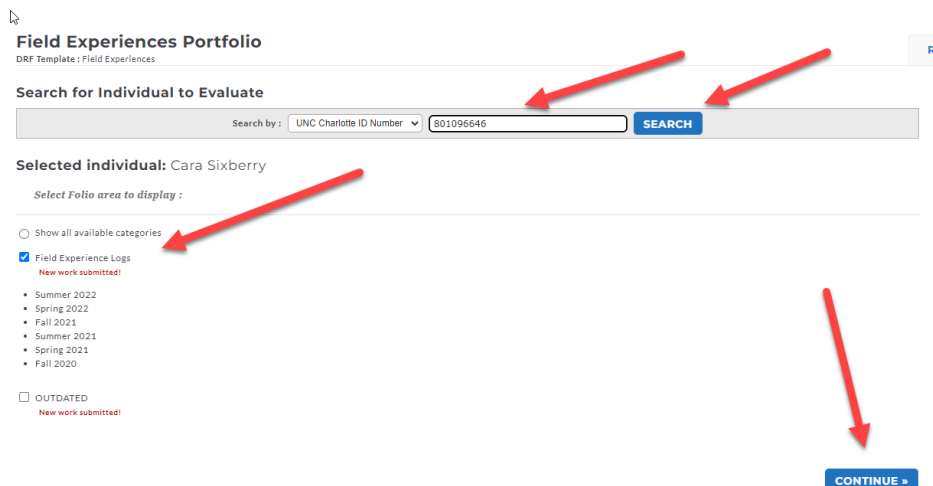 Field Experiences Portfolio
DRF Template : Field Experiences
R
Search for Individual to Evaluate
Search by : UNC Charlotte ID Number 801096646 SEARCH
Selected individual: Cara Sixberry
Select Folio area to display :
Show all available categories
Field Experience Logs
New work submitted!
• Summer 2022
• Spring 2022
• Fall 2021
• Summer 2021
• Spring 2021
• Fall 2020
OUTDATED
New work submitted!
CONTINUE »